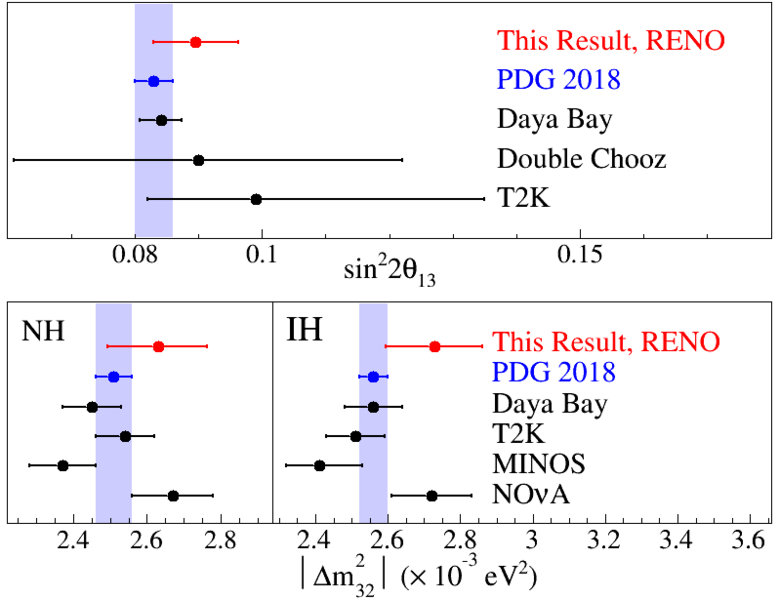 This Result, RENO
PDG 2018
Daya Bay
Double Chooz
T2K
0.08 0.1 0.15
sin²2θ₁₃
NH IH
This Result, RENO
PDG 2018
Daya Bay
T2K
MINOS
NOνA
2.4 2.6 2.8 2.4 2.6 2.8 3 3.2 3.4 3.6
|Δm²₃₂| (× 10⁻³ eV²)